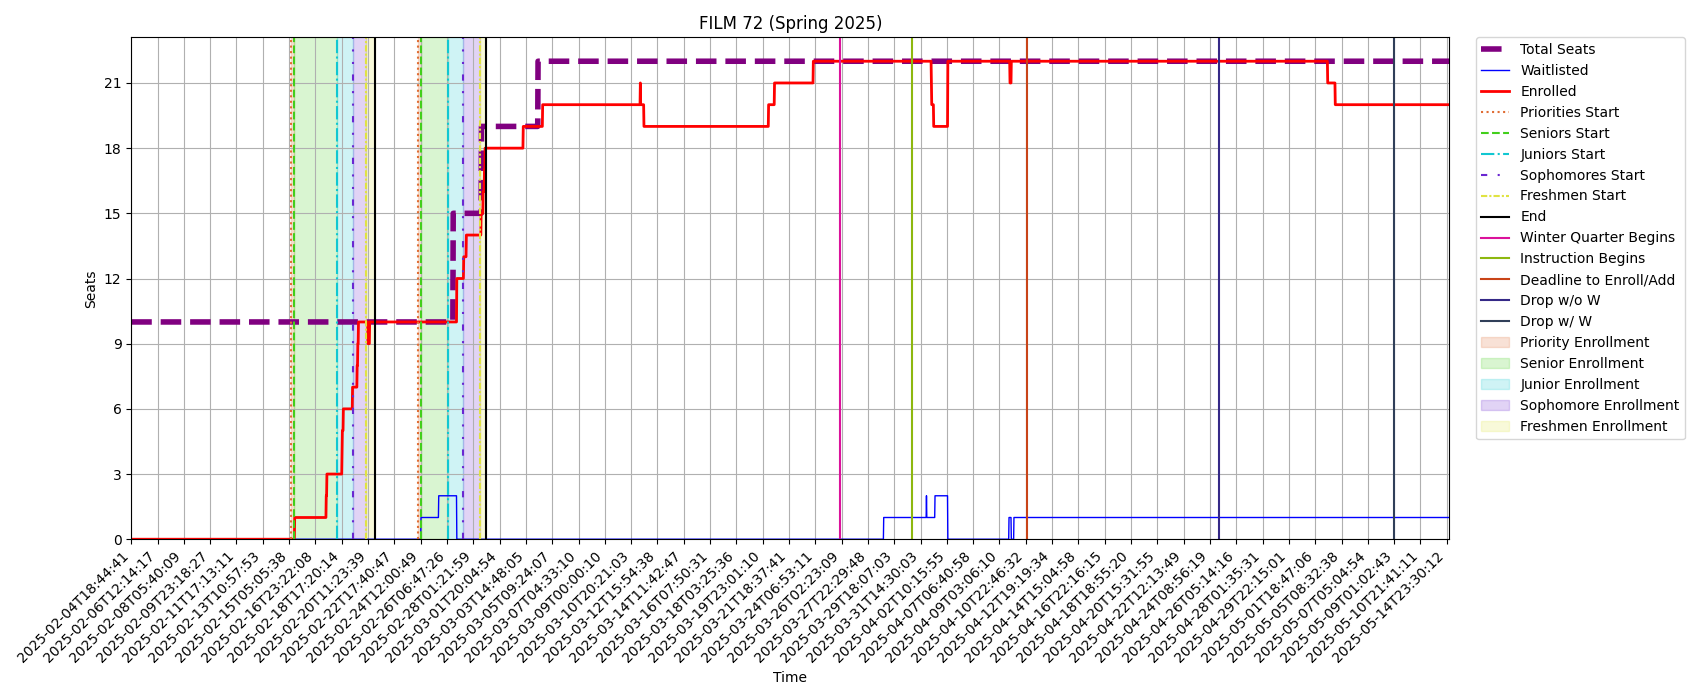 FILM 72 (Spring 2025)
Seats
21
18
15
12
9
6
3
0
2025-02-04T18:44:41
2025-02-06T12:14:17
2025-02-08T05:40:09
2025-02-09T23:18:27
2025-02-11T17:13:11
2025-02-13T10:57:53
2025-02-15T05:05:38
2025-02-16T23:22:08
2025-02-18T17:20:14
2025-02-20T11:23:39
2025-02-22T17:40:47
2025-02-24T12:00:49
2025-02-26T06:47:26
2025-02-28T01:21:59
2025-03-01T20:04:54
2025-03-03T14:48:05
2025-03-05T09:24:07
2025-03-07T04:33:10
2025-03-09T00:00:10
2025-03-10T20:21:03
2025-03-12T15:54:38
2025-03-14T11:42:47
2025-03-16T07:50:31
2025-03-18T03:25:36
2025-03-19T23:01:10
2025-03-21T18:37:41
2025-03-24T06:53:11
2025-03-26T02:23:09
2025-03-27T22:29:48
2025-03-29T18:07:03
2025-03-31T14:30:03
2025-04-02T10:15:55
2025-04-07T06:40:58
2025-04-09T03:06:10
2025-04-10T22:46:32
2025-04-12T19:19:34
2025-04-14T15:04:58
2025-04-16T22:16:15
2025-04-18T18:55:20
2025-04-20T15:31:55
2025-04-22T12:13:49
2025-04-24T08:56:19
2025-04-26T05:14:16
2025-04-28T01:35:31
2025-04-29T22:15:01
2025-05-01T18:47:06
2025-05-05T08:32:38
2025-05-07T05:04:54
2025-05-09T01:02:43
2025-05-10T21:41:11
2025-05-14T23:30:12
Time
Total Seats
Waitlisted
Enrolled
Priorities Start
Seniors Start
Juniors Start
Sophomores Start
Freshmen Start
End
Winter Quarter Begins
Instruction Begins
Deadline to Enroll/Add
Drop w/o W
Drop w/ W
Priority Enrollment
Senior Enrollment
Junior Enrollment
Sophomore Enrollment
Freshmen Enrollment